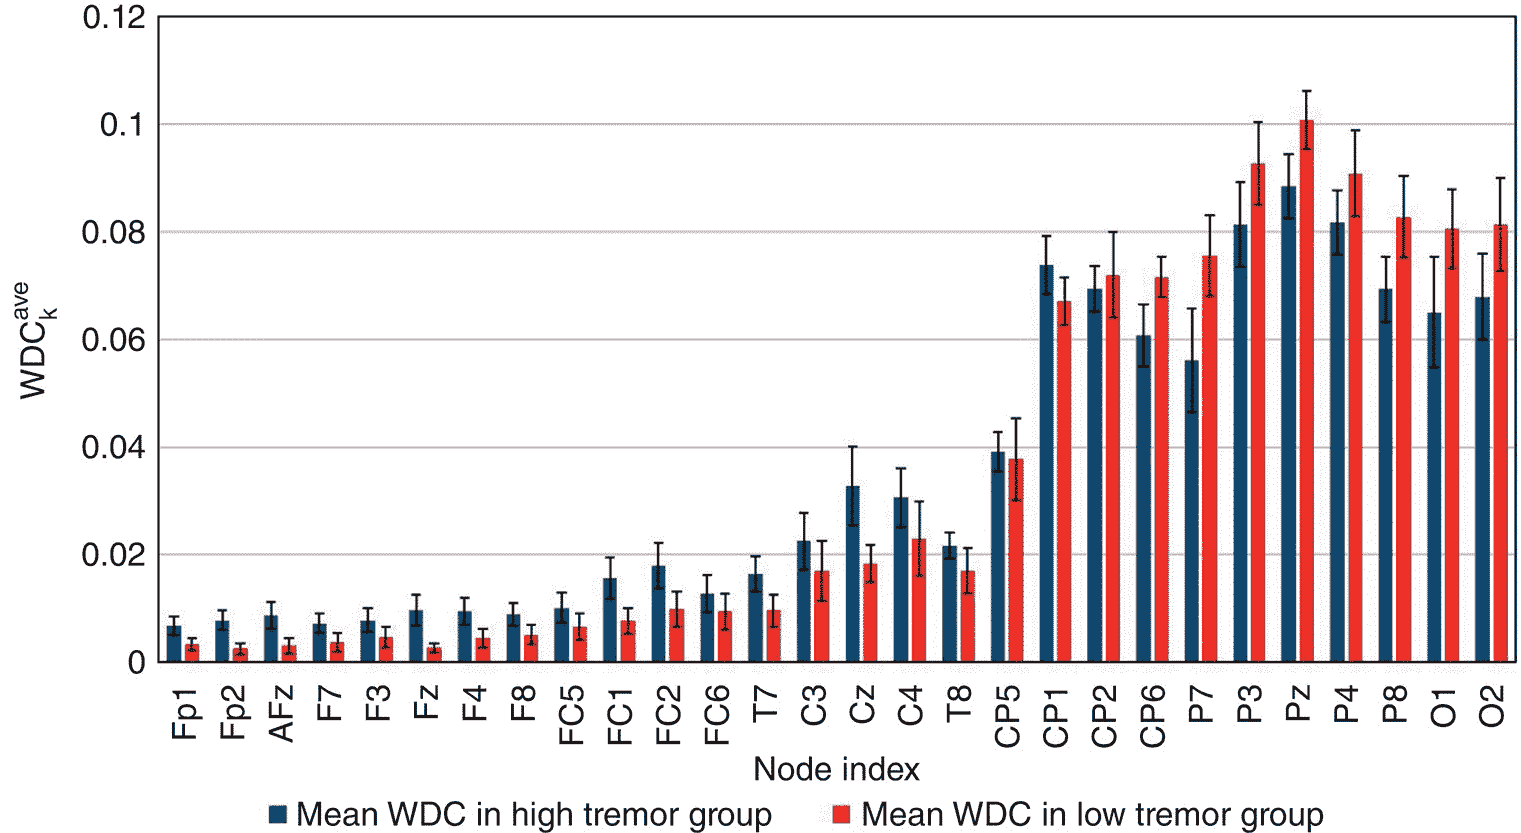 0.12
0.1
0.08
0.06
0.04
0.02
0
WDCₖᵃᵛᵉ
Fp1 Fp2 AFz F7 F3 Fz F4 F8 FC5 FC1 FC2 FC6 T7 C3 Cz C4 T8 CP5 CP1 CP2 CP6 P7 P3 Pz P4 P8 O1 O2
Node index
Mean WDC in high tremor group Mean WDC in low tremor group